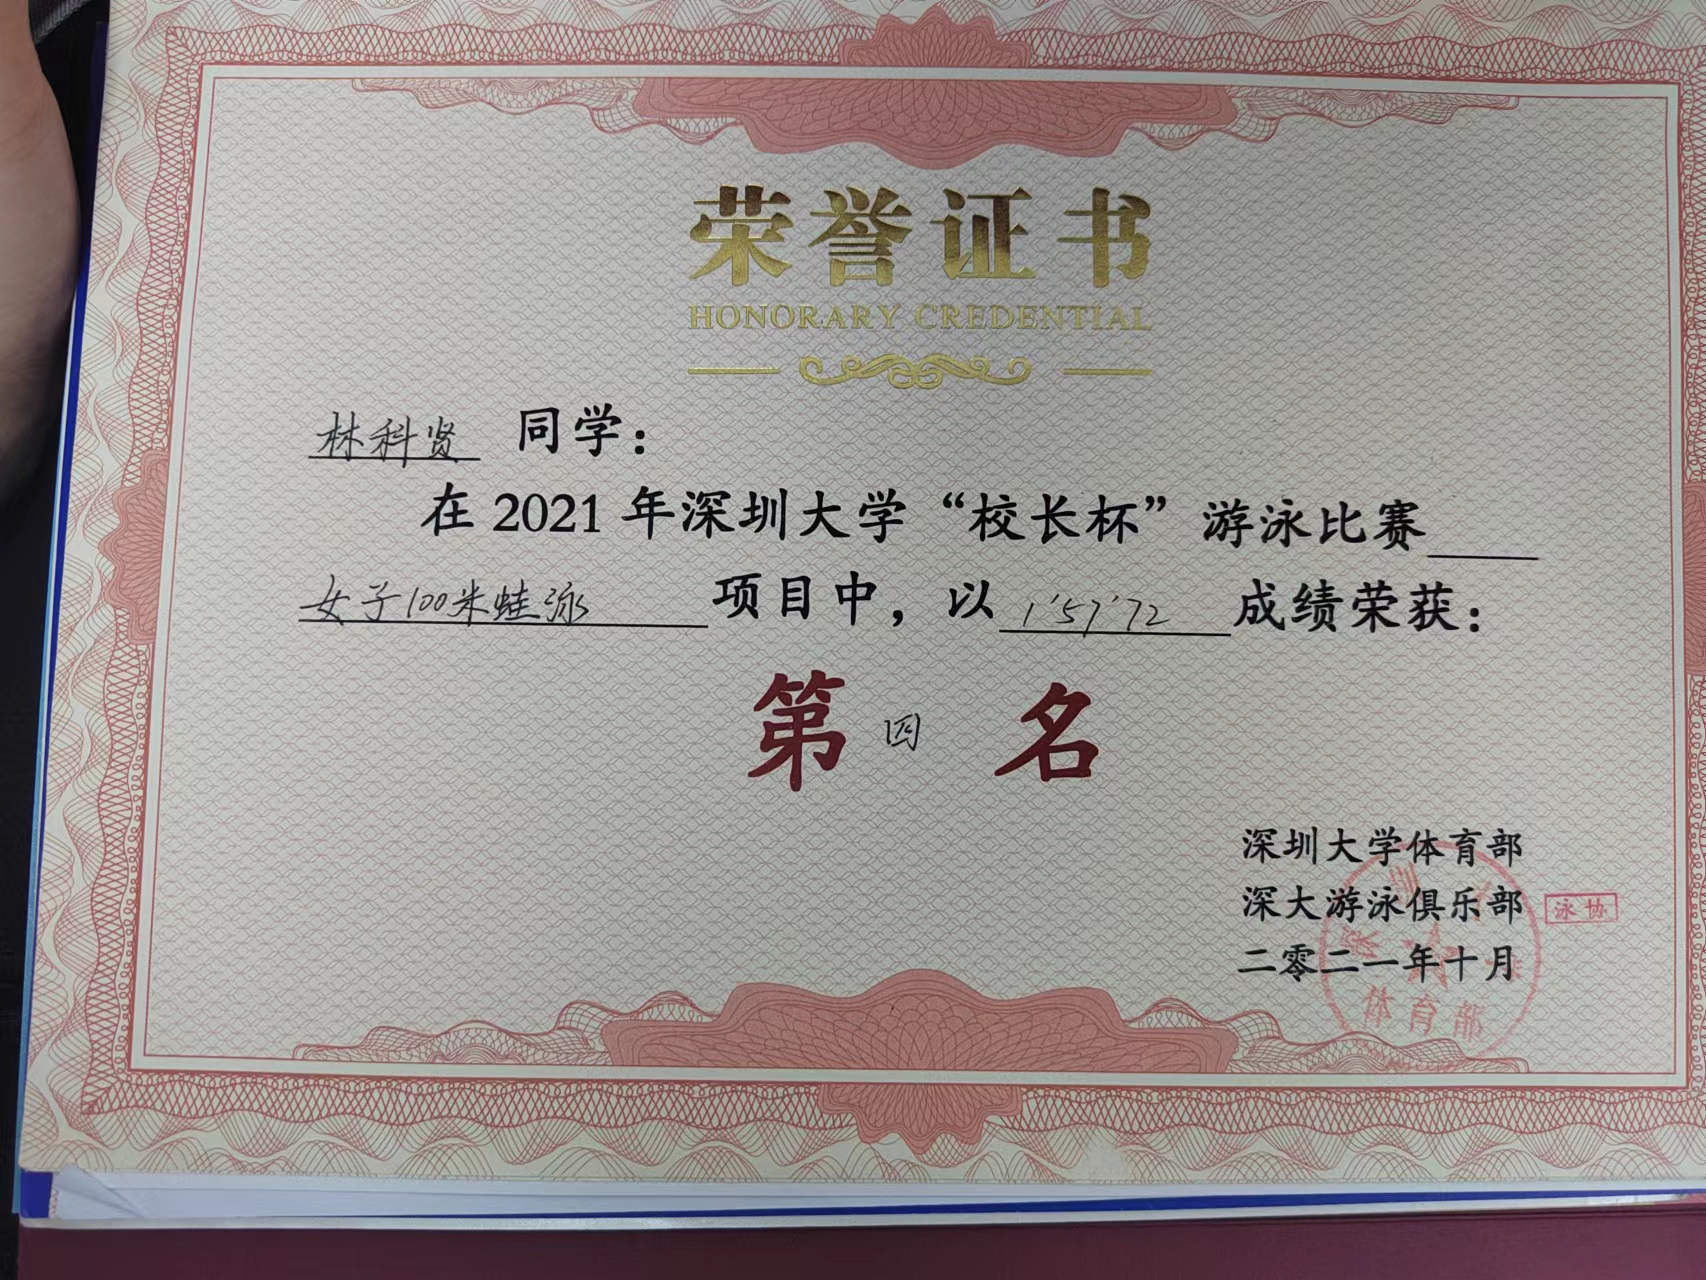 荣誉证书
HONORARY CREDENTIAL
林科贤 同学：
在 2021 年深圳大学“校长杯”游泳比赛
女子100米蛙泳 项目中，以 1'57'72 成绩荣获：
第 四 名
深圳大学体育部
深大游泳俱乐部 泳协
二零二一年十月
体育部